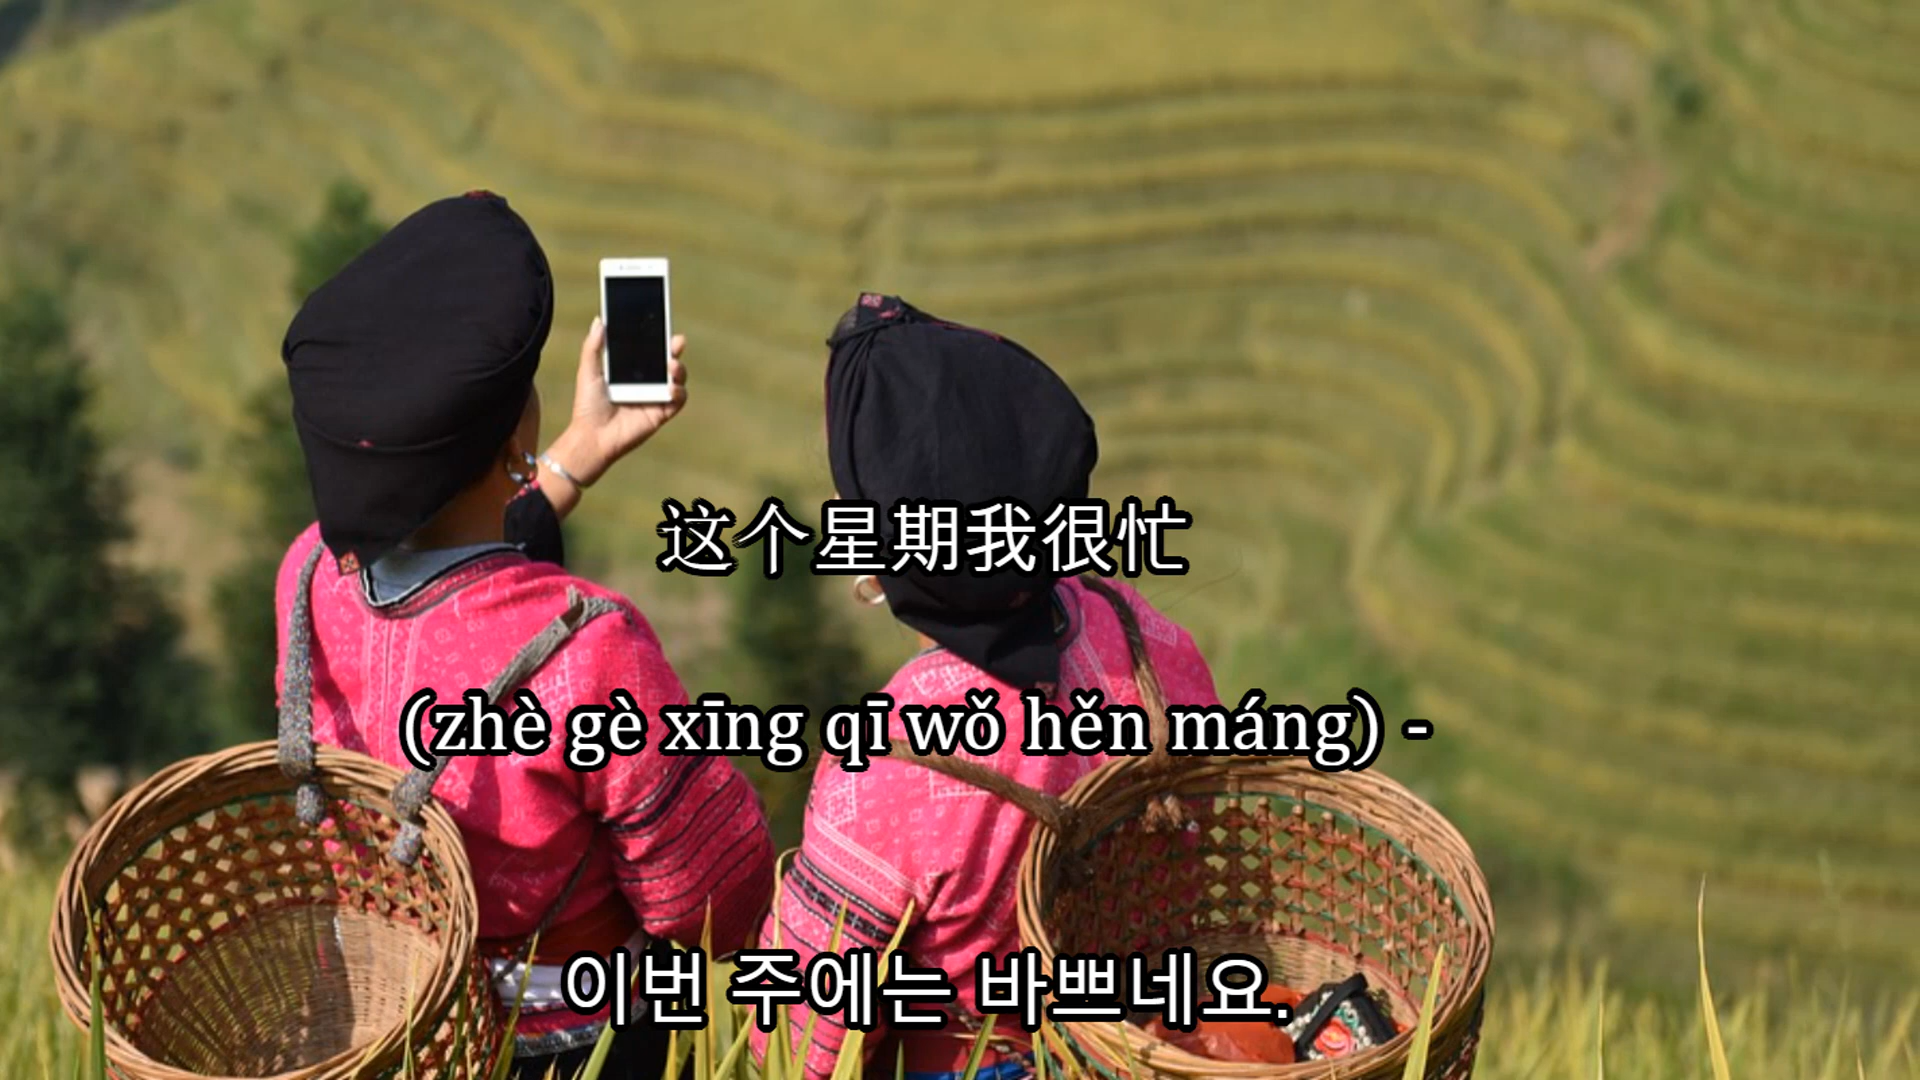 这个星期我很忙
(zhè gè xīng qī wǒ hěn máng) -
이번 주에는 바쁘네요.